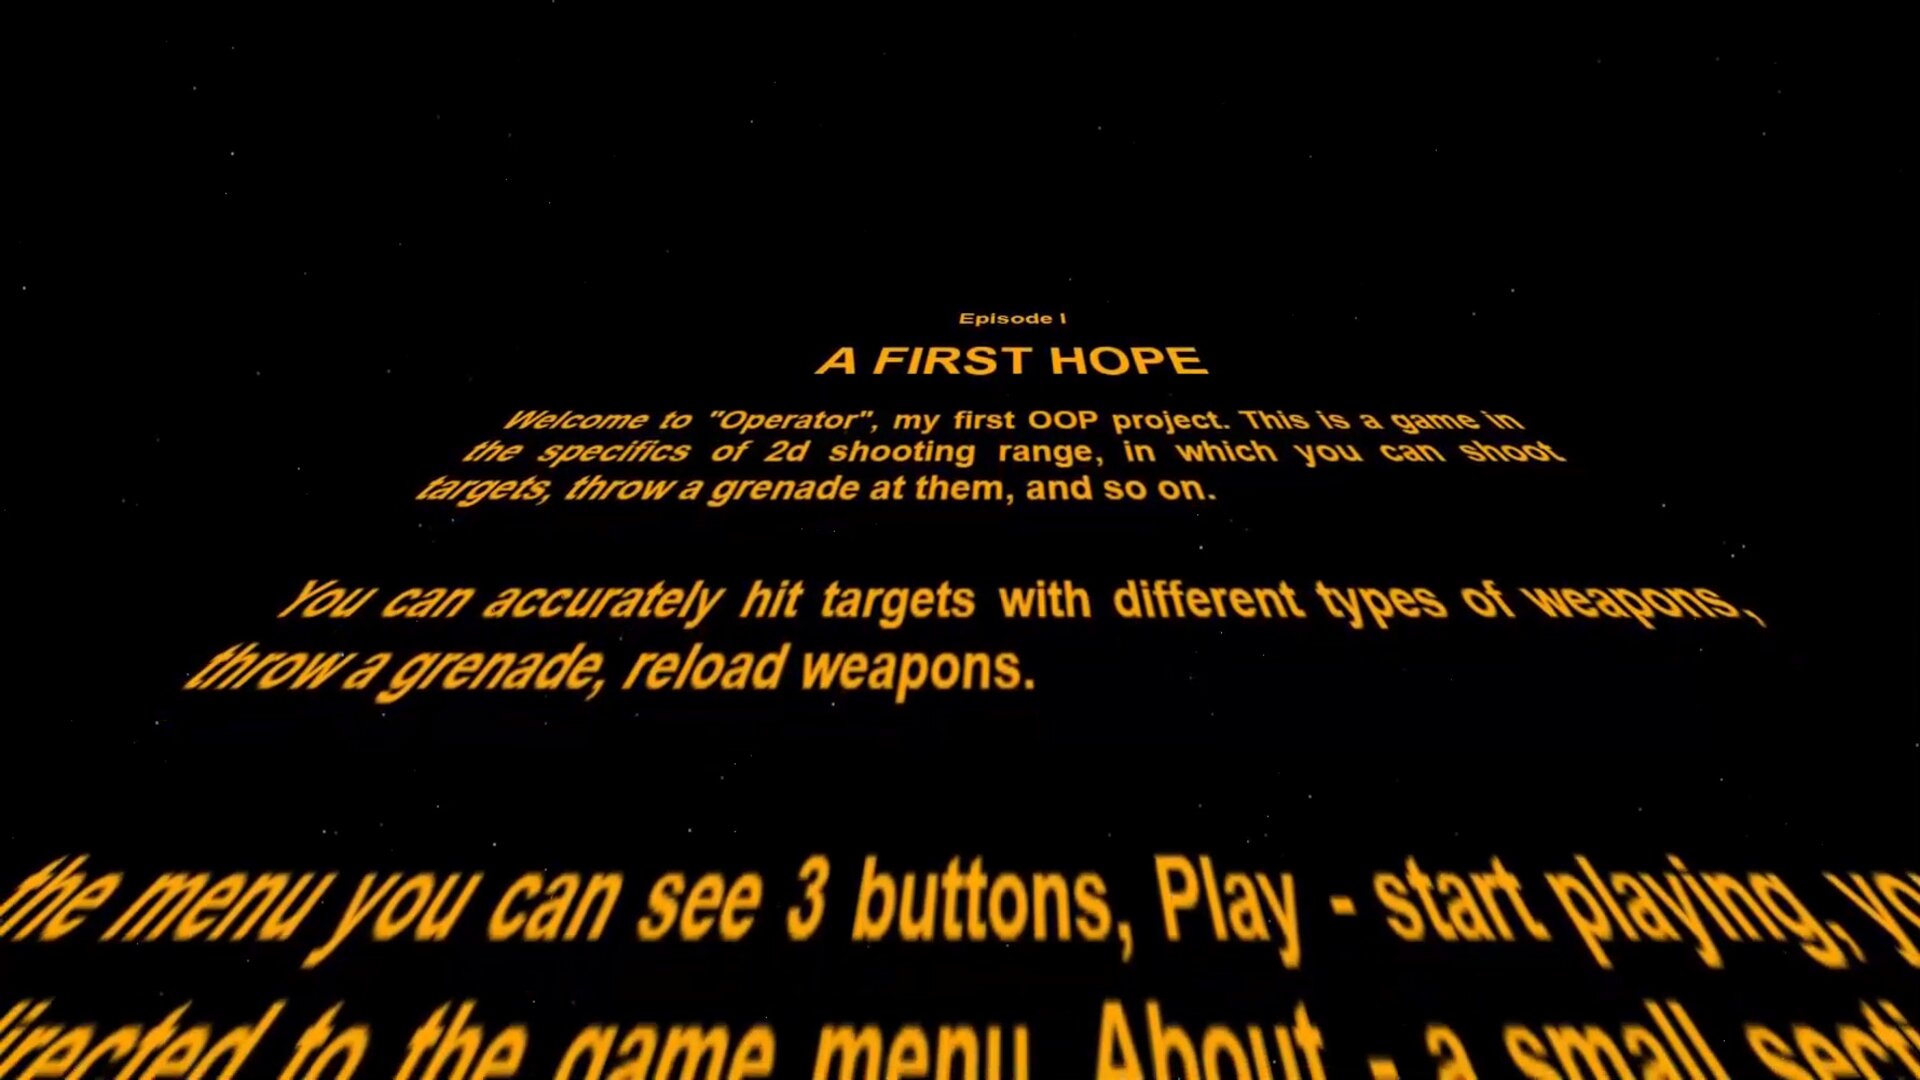 Episode I
A FIRST HOPE
Welcome to "Operator", my first OOP project. This is a game in
the specifics of 2d shooting range, in which you can shoot
targets, throw a grenade at them, and so on.
You can accurately hit targets with different types of weapons,
throw a grenade, reload weapons.
the menu you can see 3 buttons, Play - start playing,
to the game menu. About - a small